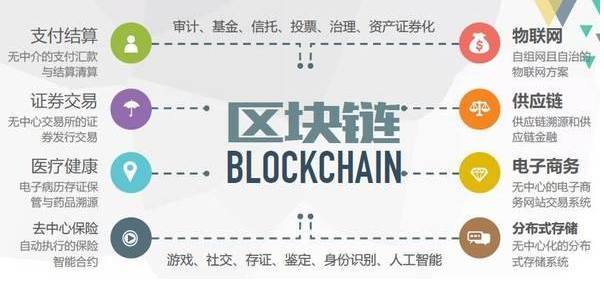 审计、基金、信托、投票、治理、资产证券化
支付结算
无中介的支付汇款
与结算清算
证券交易
无中心交易所的证
券发行交易
医疗健康
电子病历存证保
管与药品溯源
去中心保险
自动执行的保险
智能合约
区块链
BLOCKCHAIN
物联网
自组网且自治的
物联网方案
供应链
供应链溯源和供
应链金融
电子商务
无中心的电子商
务网站交易系统
分布式存储
无中心化的分布
式存储系统
游戏、社交、存证、鉴定、身份识别、人工智能